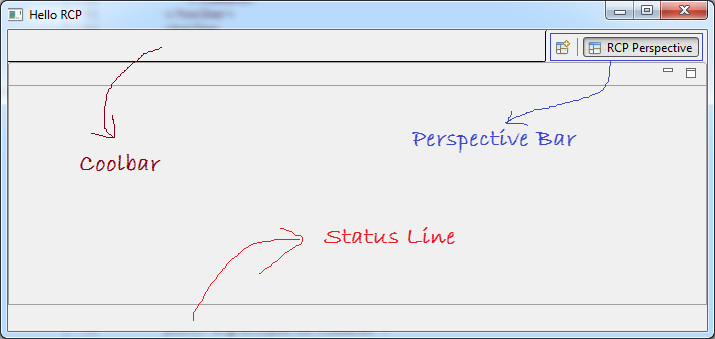 Hello RCP
RCP Perspective
Perspective Bar
Coolbar
Status Line